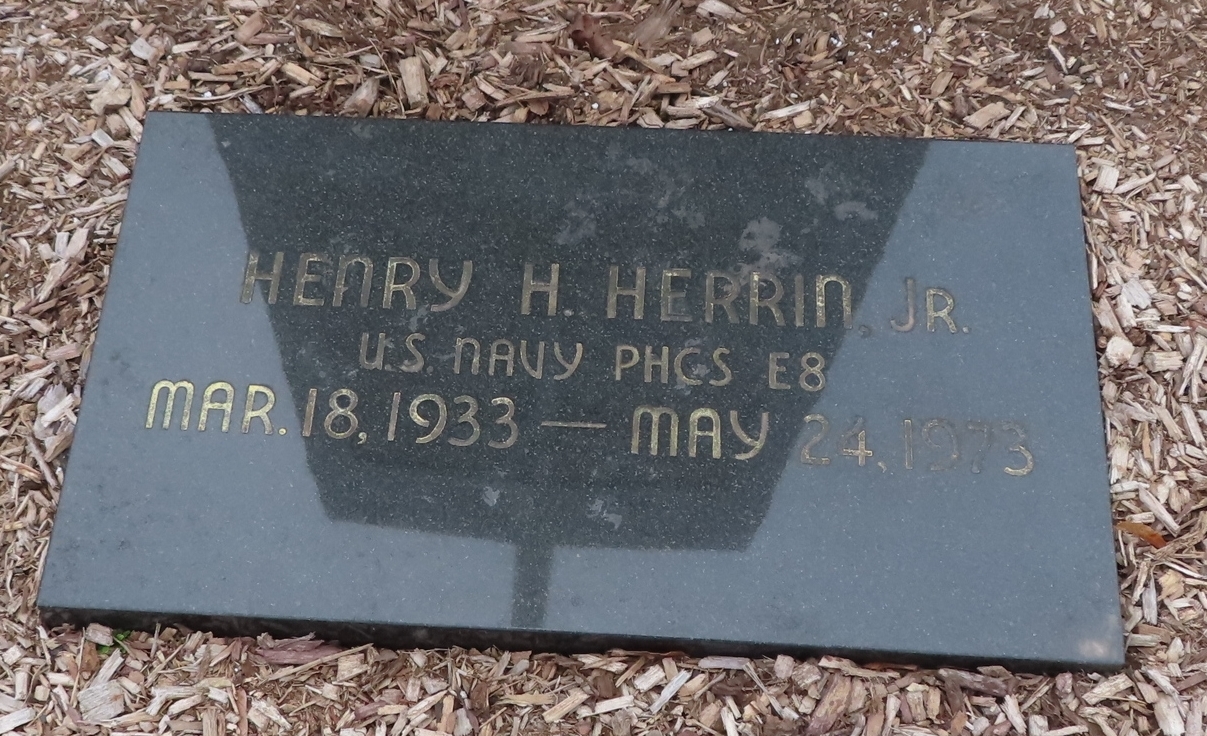 HENRY H. HERRIN, JR.
U.S. NAVY PHCS E8
MAR. 18, 1933 — MAY 24, 1973